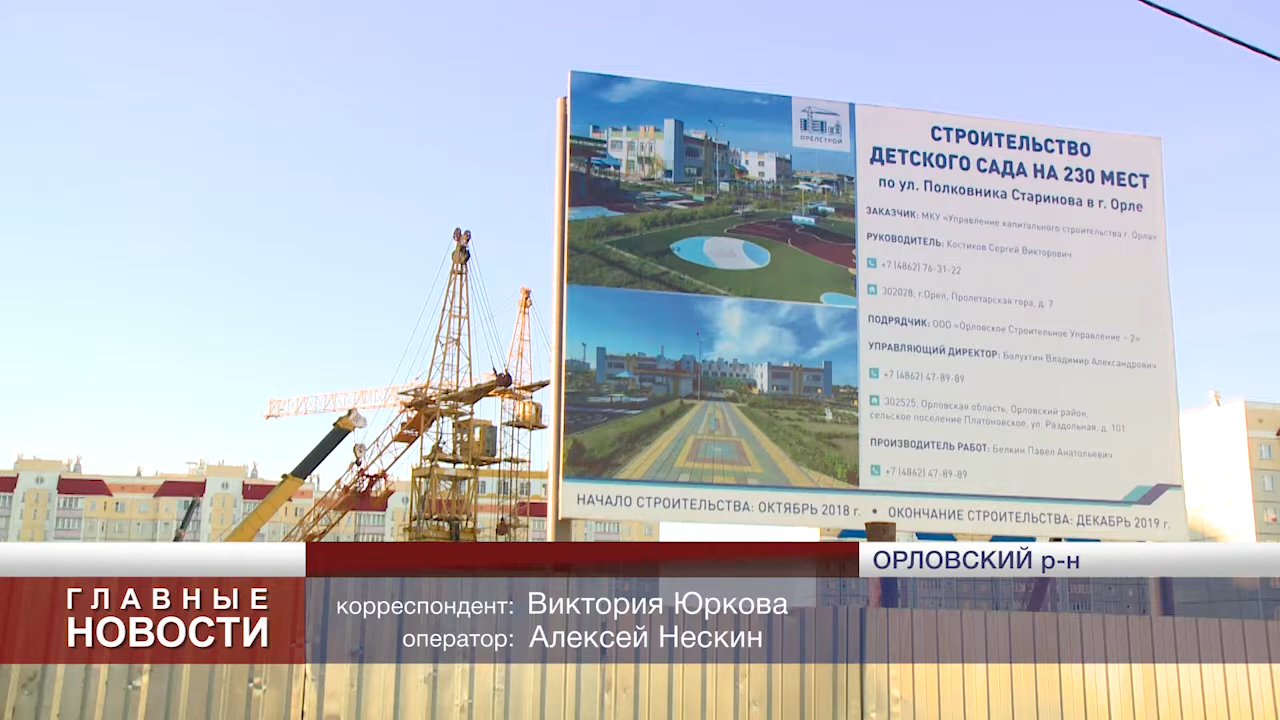 ОРЕЛСТРОЙ
СТРОИТЕЛЬСТВО
ДЕТСКОГО САДА НА 230 МЕСТ
по ул. Полковника Старинова в г. Орле
ЗАКАЗЧИК: МКУ «Управление капитального строительства г. Орла»
РУКОВОДИТЕЛЬ: Костиков Сергей Викторович
+7 (4862) 76-31-22
302028, г.Орел, Пролетарская гора, д. 7
ПОДРЯДЧИК: ООО «Орловское Строительное Управление - 2»
УПРАВЛЯЮЩИЙ ДИРЕКТОР: Балухтин Владимир Александрович
+7 (4862) 47-89-89
302525, Орловская область, Орловский район,
сельское поселение Платоновское, ул. Раздольная, д. 101
ПРОИЗВОДИТЕЛЬ РАБОТ: Белкин Павел Анатольевич
+7 (4862) 47-89-89
НАЧАЛО СТРОИТЕЛЬСТВА: ОКТЯБРЬ 2018 г. • ОКОНЧАНИЕ СТРОИТЕЛЬСТВА: ДЕКАБРЬ 2019 г.
ОРЛОВСКИЙ р-н
ГЛАВНЫЕ
НОВОСТИ
корреспондент: Виктория Юркова
оператор: Алексей Нескин